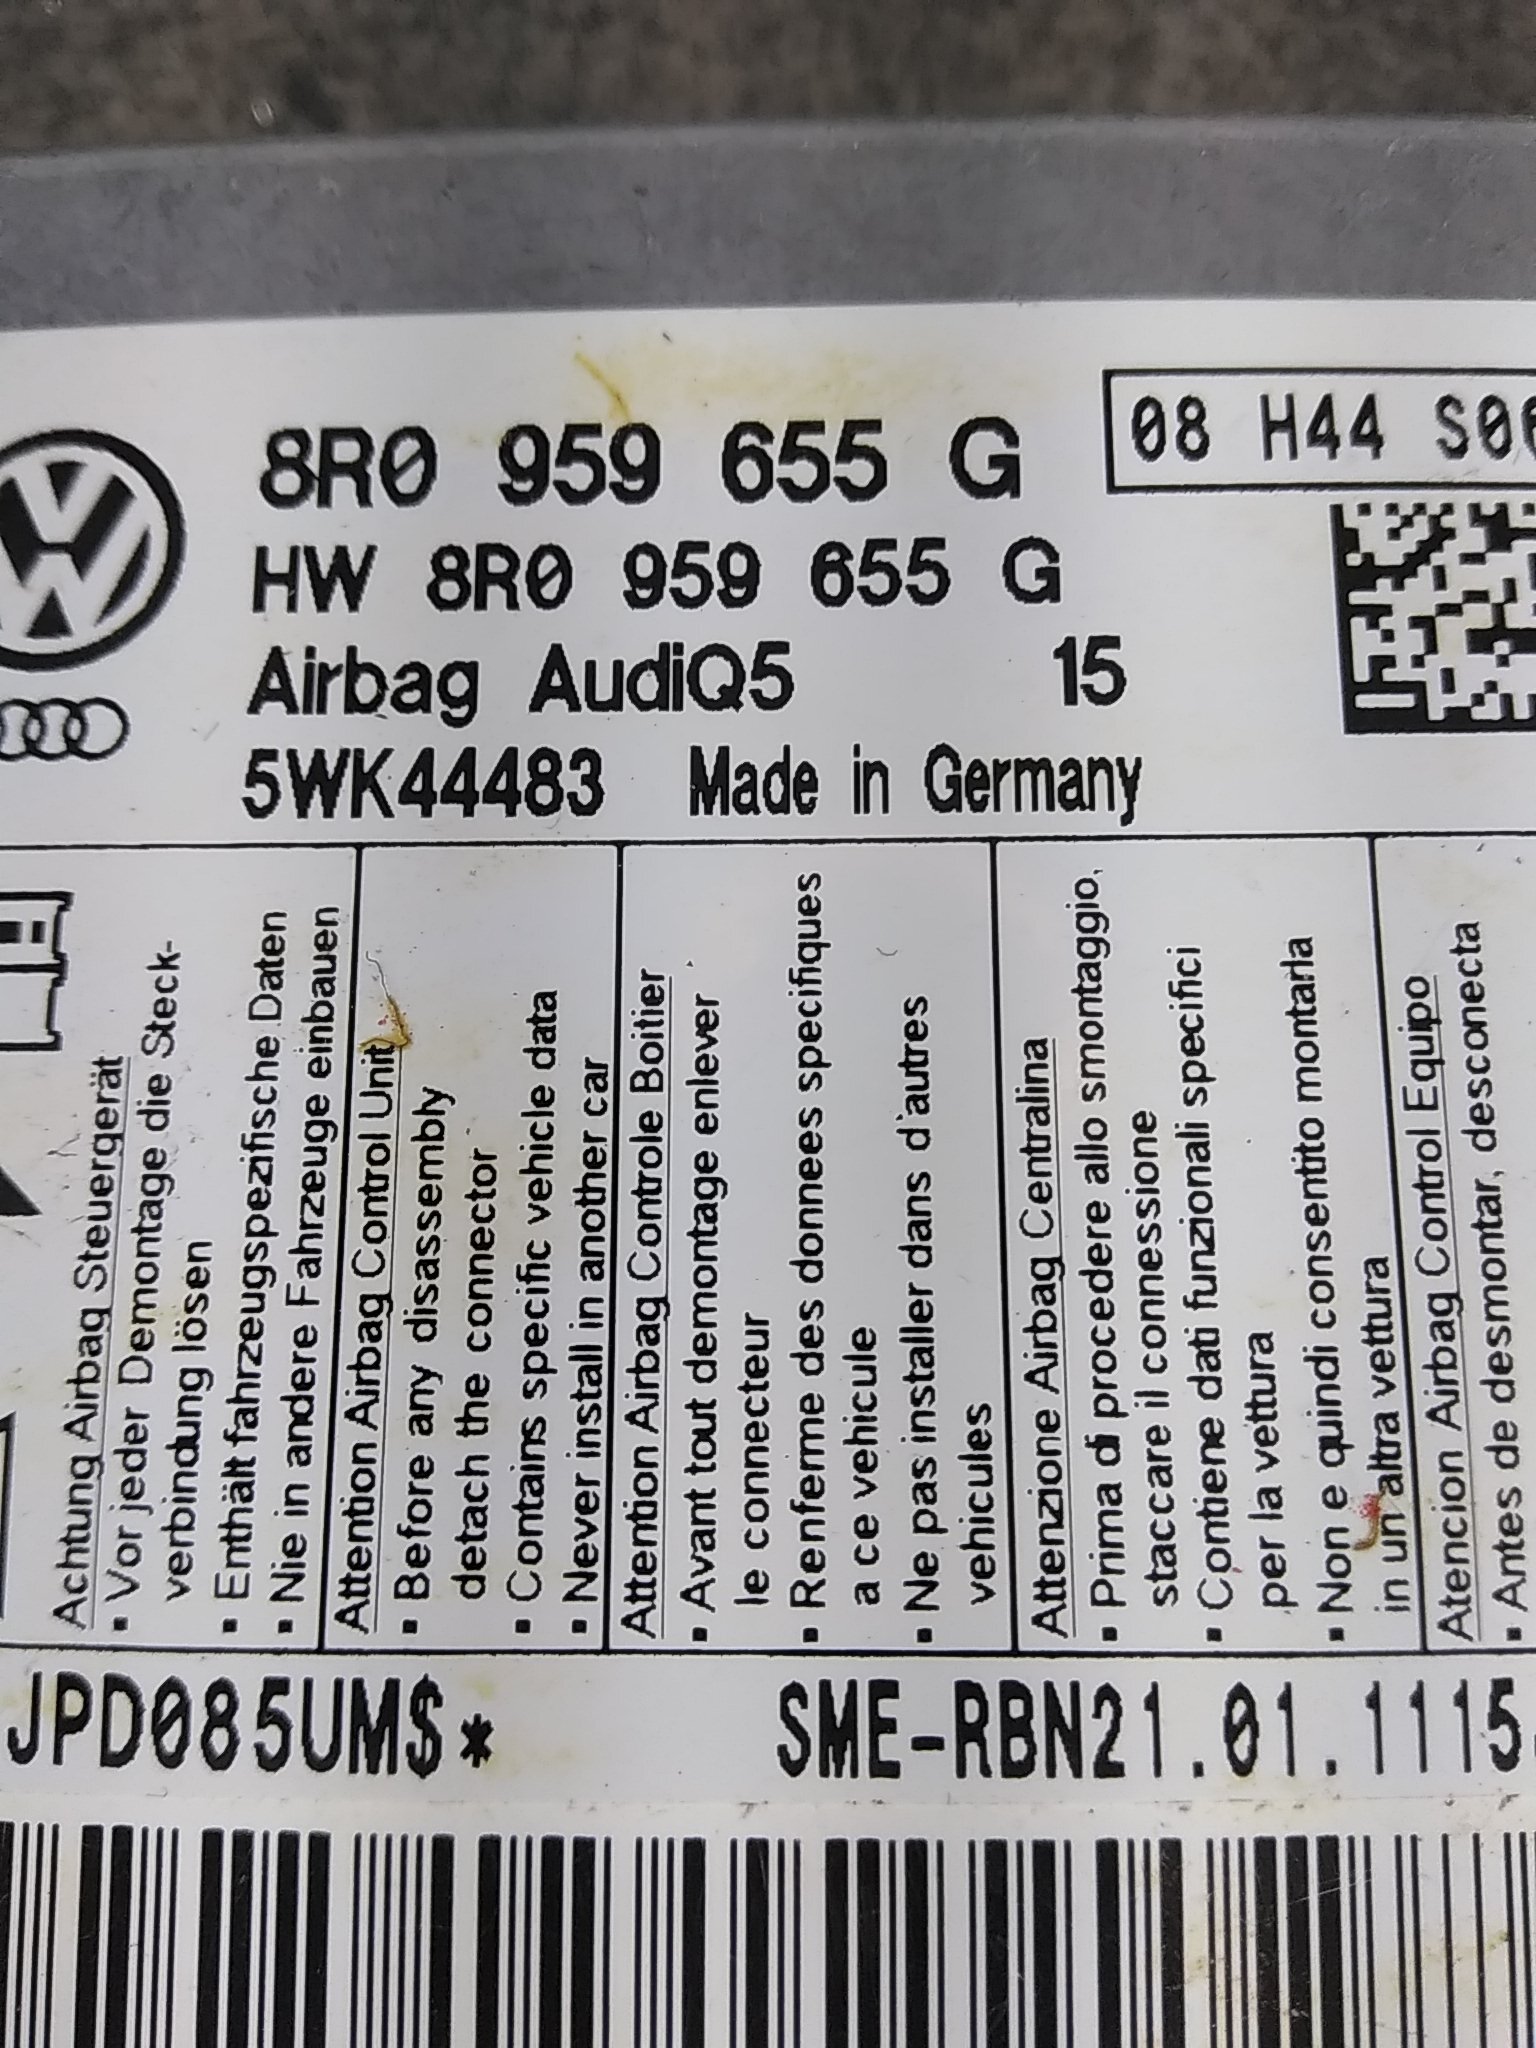 8R0 959 655 G
08 H44 S0
HW 8R0 959 655 G
Airbag AudiQ5 15
5WK44483 Made in Germany
Achtung Airbag Steuergerät
▪ Vor jeder Demontage die Steck-
verbindung lösen
▪ Enthält fahrzeugspezifische Daten
▪ Nie in andere Fahrzeuge einbauen
Attention Airbag Control Unit
▪ Before any disassembly
detach the connector
▪ Contains specific vehicle data
▪ Never install in another car
Attention Airbag Controle Boitier
▪ Avant tout demontage enlever
le connecteur
▪ Renferme des donnees specifiques
a ce vehicule
▪ Ne pas installer dans d'autres
vehicules
Attenzione Airbag Centralina
▪ Prima di procedere allo smontaggio,
staccare il connessione
▪ Contiene dati funzionali specifici
per la vettura
▪ Non e quindi consentito montarla
in un altra vettura
Atencion Airbag Control Equipo
▪ Antes de desmontar, desconecta
JPD085UM$*
SME-RBN21.01.1115.